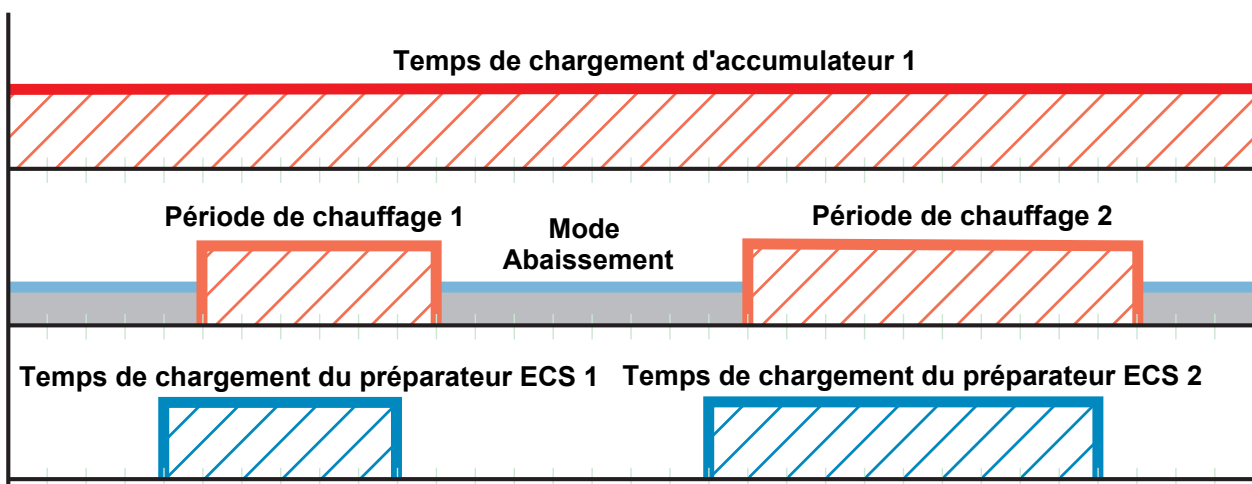 Temps de chargement d'accumulateur 1
Période de chauffage 1
Mode
Abaissement
Période de chauffage 2
Temps de chargement du préparateur ECS 1
Temps de chargement du préparateur ECS 2